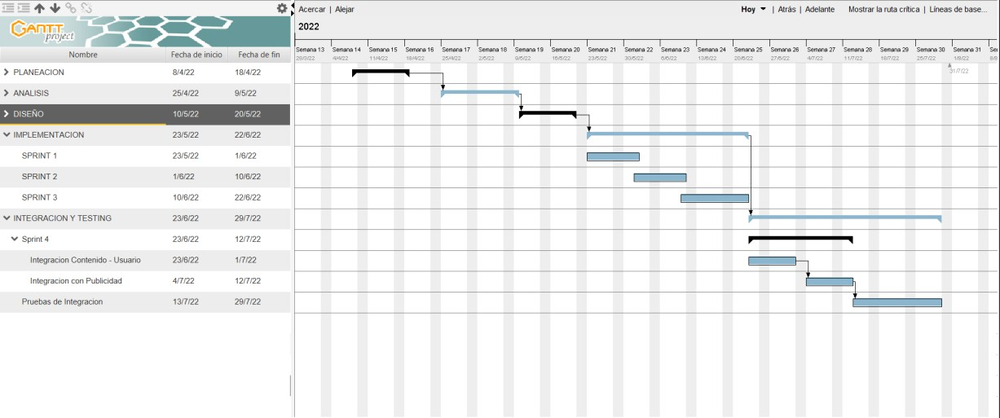 Acercar | Alejar
Hoy | Atrás | Adelante Mostrar la ruta crítica | Líneas de base...
GANTT project
2022
Nombre Fecha de inicio Fecha de fin
Semana 13 Semana 14 Semana 15 Semana 16 Semana 17 Semana 18 Semana 19 Semana 20 Semana 21 Semana 22 Semana 23 Semana 24 Semana 25 Semana 26 Semana 27 Semana 28 Semana 29 Semana 30 Semana 31
28/3/22 4/4/22 11/4/22 18/4/22 25/4/22 2/5/22 9/5/22 16/5/22 23/5/22 30/5/22 6/6/22 13/6/22 20/6/22 27/6/22 4/7/22 11/7/22 18/7/22 25/7/22 1/8/22
31/7/22
PLANEACION 8/4/22 18/4/22
ANALISIS 25/4/22 9/5/22
DISEÑO 10/5/22 20/5/22
IMPLEMENTACION 23/5/22 22/6/22
SPRINT 1 23/5/22 1/6/22
SPRINT 2 1/6/22 10/6/22
SPRINT 3 10/6/22 22/6/22
INTEGRACION Y TESTING 23/6/22 29/7/22
Sprint 4 23/6/22 12/7/22
Integracion Contenido - Usuario 23/6/22 1/7/22
Integracion con Publicidad 4/7/22 12/7/22
Pruebas de Integracion 13/7/22 29/7/22